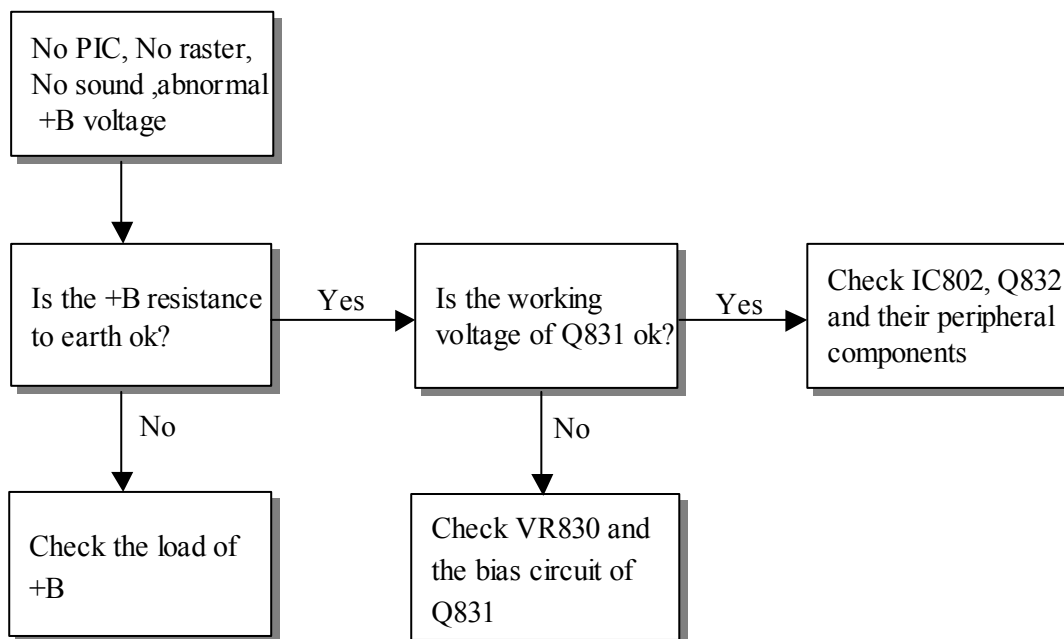 No PIC, No raster,
No sound ,abnormal
+B voltage
Is the +B resistance
to earth ok?
Yes
Is the working
voltage of Q831 ok?
Yes
Check IC802, Q832
and their peripheral
components
No
No
Check the load of
+B
Check VR830 and
the bias circuit of
Q831